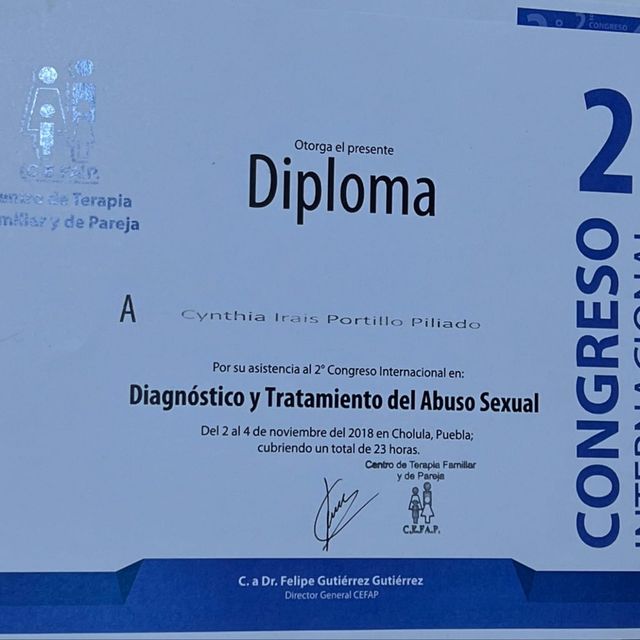 2º CONGRESO
C.E.F.A.P.
Centro de Terapia
Familiar y de Pareja
Otorga el presente
Diploma
A Cynthia Irais Portillo Piliado
Por su asistencia al 2° Congreso Internacional en:
Diagnóstico y Tratamiento del Abuso Sexual
Del 2 al 4 de noviembre del 2018 en Cholula, Puebla;
cubriendo un total de 23 horas.
Centro de Terapia Familiar
y de Pareja
C.E.F.A.P.
C. a Dr. Felipe Gutiérrez Gutiérrez
Director General CEFAP
2
CONGRESO
INTERNACIONAL